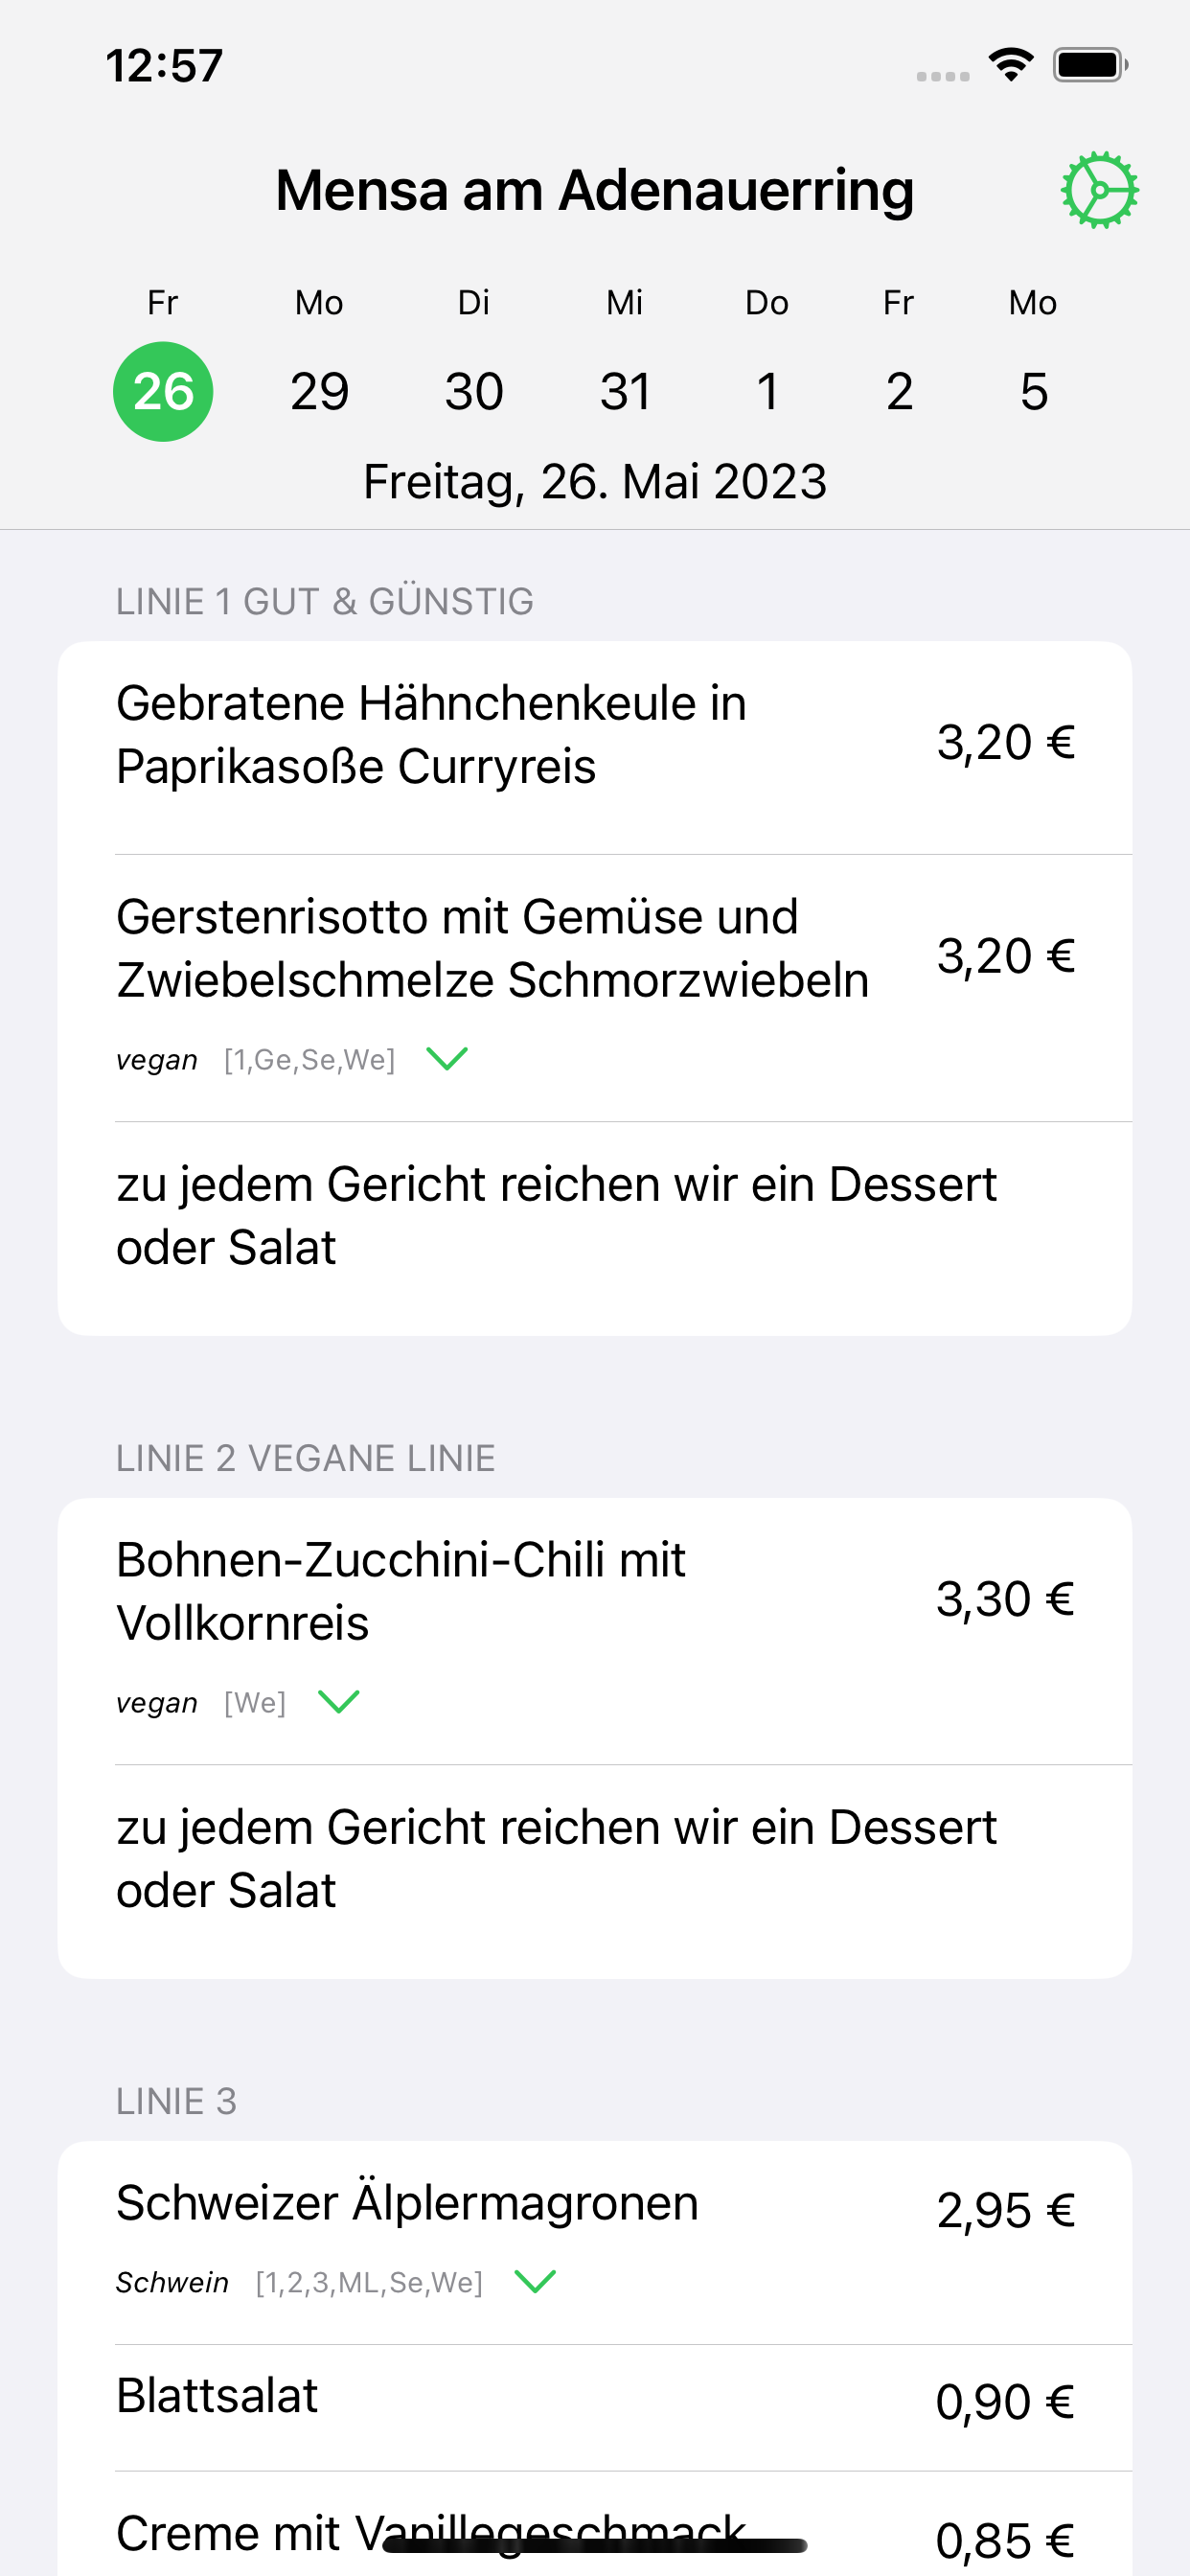 12:57
Mensa am Adenauerring
Fr Mo Di Mi Do Fr Mo
26 29 30 31 1 2 5
Freitag, 26. Mai 2023
LINIE 1 GUT & GÜNSTIG
Gebratene Hähnchenkeule in
Paprikasoße Curryreis
3,20 €
Gerstenrisotto mit Gemüse und
Zwiebelschmelze Schmorzwiebeln
3,20 €
vegan [1,Ge,Se,We]
zu jedem Gericht reichen wir ein Dessert
oder Salat
LINIE 2 VEGANE LINIE
Bohnen-Zucchini-Chili mit
Vollkornreis
3,30 €
vegan [We]
zu jedem Gericht reichen wir ein Dessert
oder Salat
LINIE 3
Schweizer Älplermagronen
2,95 €
Schwein [1,2,3,ML,Se,We]
Blattsalat
0,90 €
Creme mit Vanillegeschmack
0,85 €